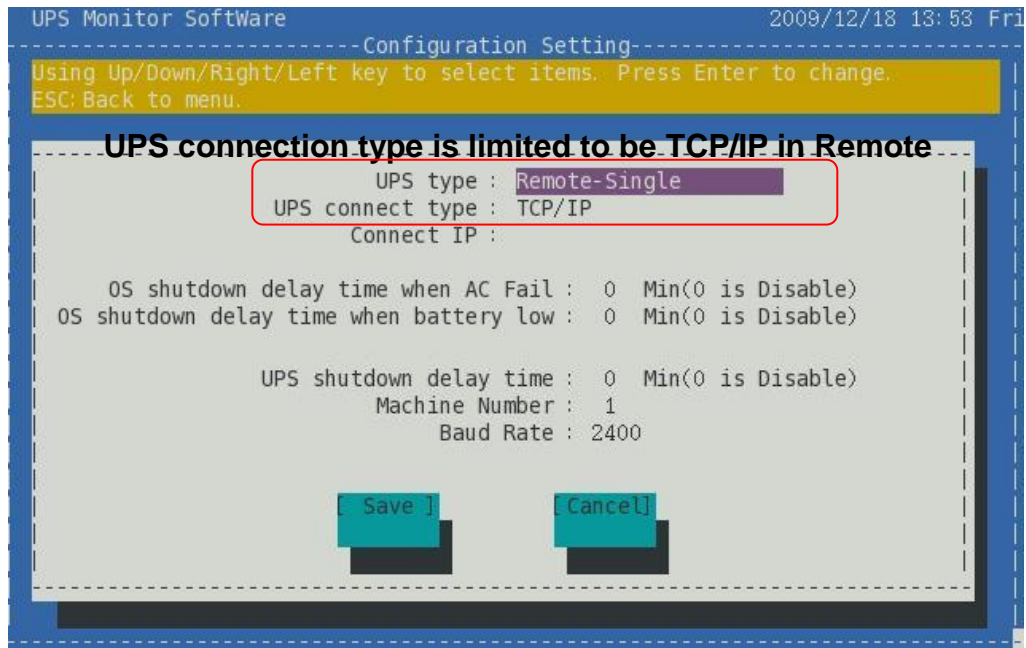 UPS Monitor SoftWare 2009/12/18 13:53 Fri
Configuration Setting
Using Up/Down/Right/Left key to select items. Press Enter to change.
ESC:Back to menu.
UPS connection type is limited to be TCP/IP in Remote
UPS type : Remote-Single
UPS connect type : TCP/IP
Connect IP :
OS shutdown delay time when AC Fail : 0 Min(0 is Disable)
OS shutdown delay time when battery low : 0 Min(0 is Disable)
UPS shutdown delay time : 0 Min(0 is Disable)
Machine Number : 1
Baud Rate : 2400
[ Save ] [Cancel]